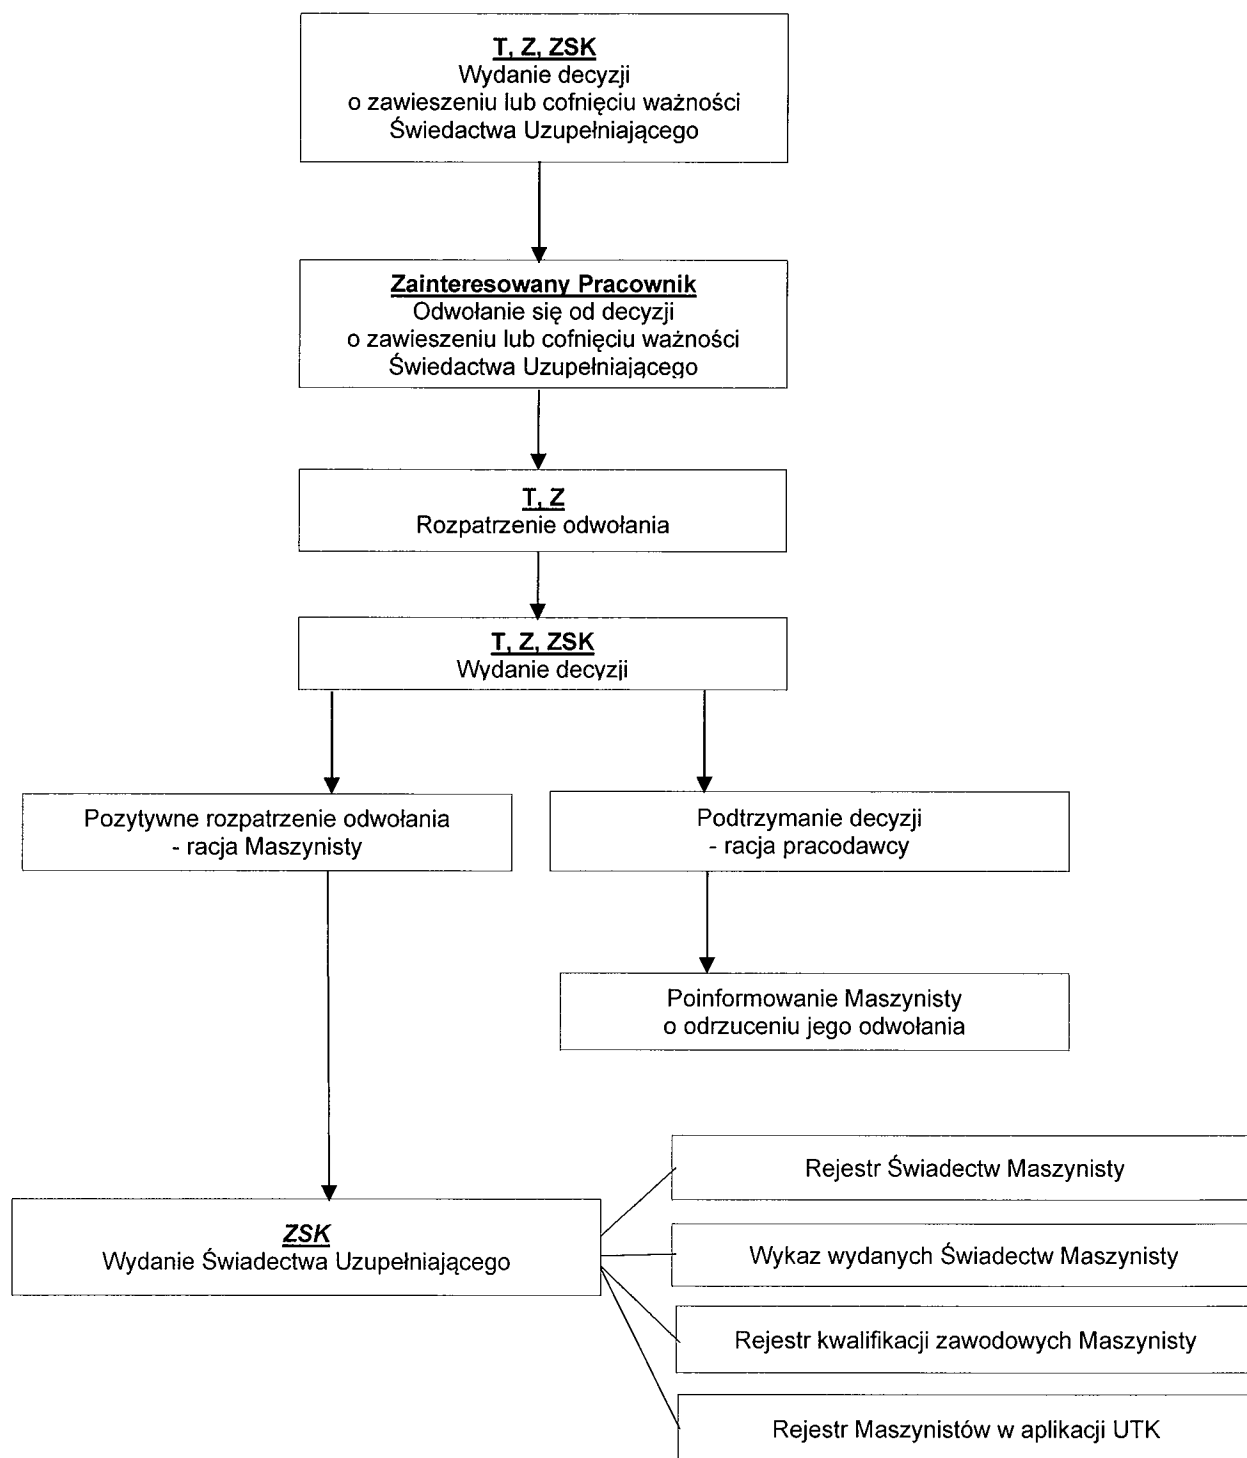 T, Z, ZSK
Wydanie decyzji
o zawieszeniu lub cofnięciu ważności
Świedactwa Uzupełniającego
Zainteresowany Pracownik
Odwołanie się od decyzji
o zawieszeniu lub cofnięciu ważności
Świedactwa Uzupełniającego
T, Z
Rozpatrzenie odwołania
T, Z, ZSK
Wydanie decyzji
Pozytywne rozpatrzenie odwołania
- racja Maszynisty
Podtrzymanie decyzji
- racja pracodawcy
Poinformowanie Maszynisty
o odrzuceniu jego odwołania
ZSK
Wydanie Świadectwa Uzupełniającego
Rejestr Świadectw Maszynisty
Wykaz wydanych Świadectw Maszynisty
Rejestr kwalifikacji zawodowych Maszynisty
Rejestr Maszynistów w aplikacji UTK